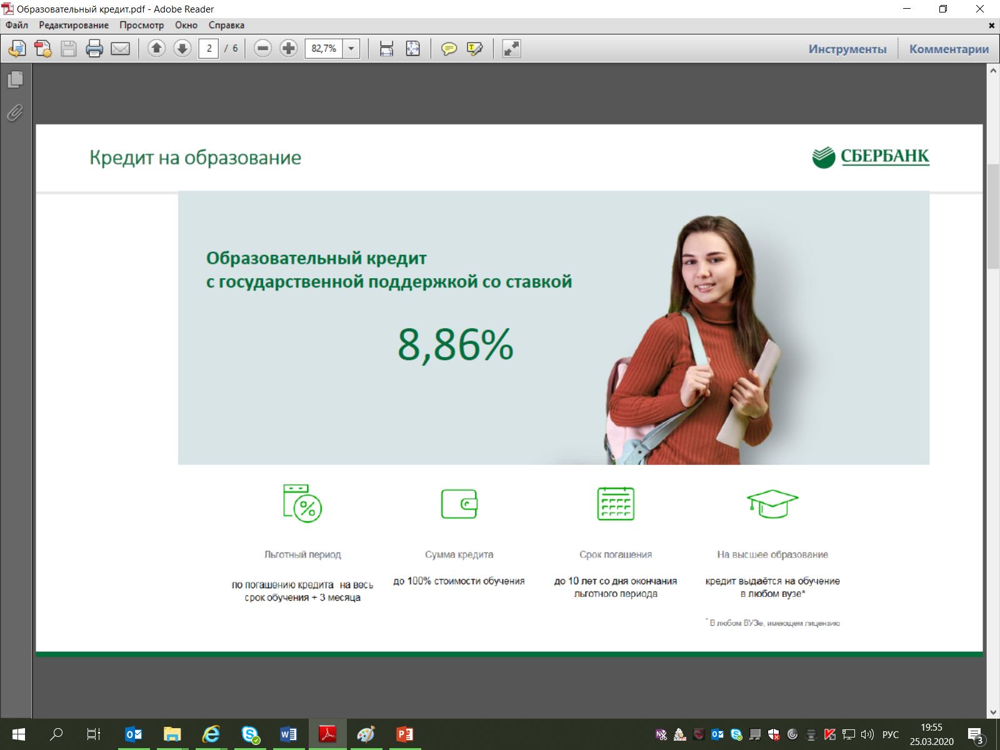 Образовательный кредит.pdf - Adobe Reader
Файл Редактирование Просмотр Окно Справка
2 / 6 82,7% Инструменты Комментарии
Кредит на образование
СБЕРБАНК
Образовательный кредит
с государственной поддержкой со ставкой
8,86%
Льготный период
по погашению кредита на весь
срок обучения + 3 месяца
Сумма кредита
до 100% стоимости обучения
Срок погашения
до 10 лет со дня окончания
льготного периода
На высшее образование
кредит выдаётся на обучение
в любом вузе*
* В любом ВУЗе, имеющем лицензию
РУС
19:55
25.03.2020
3